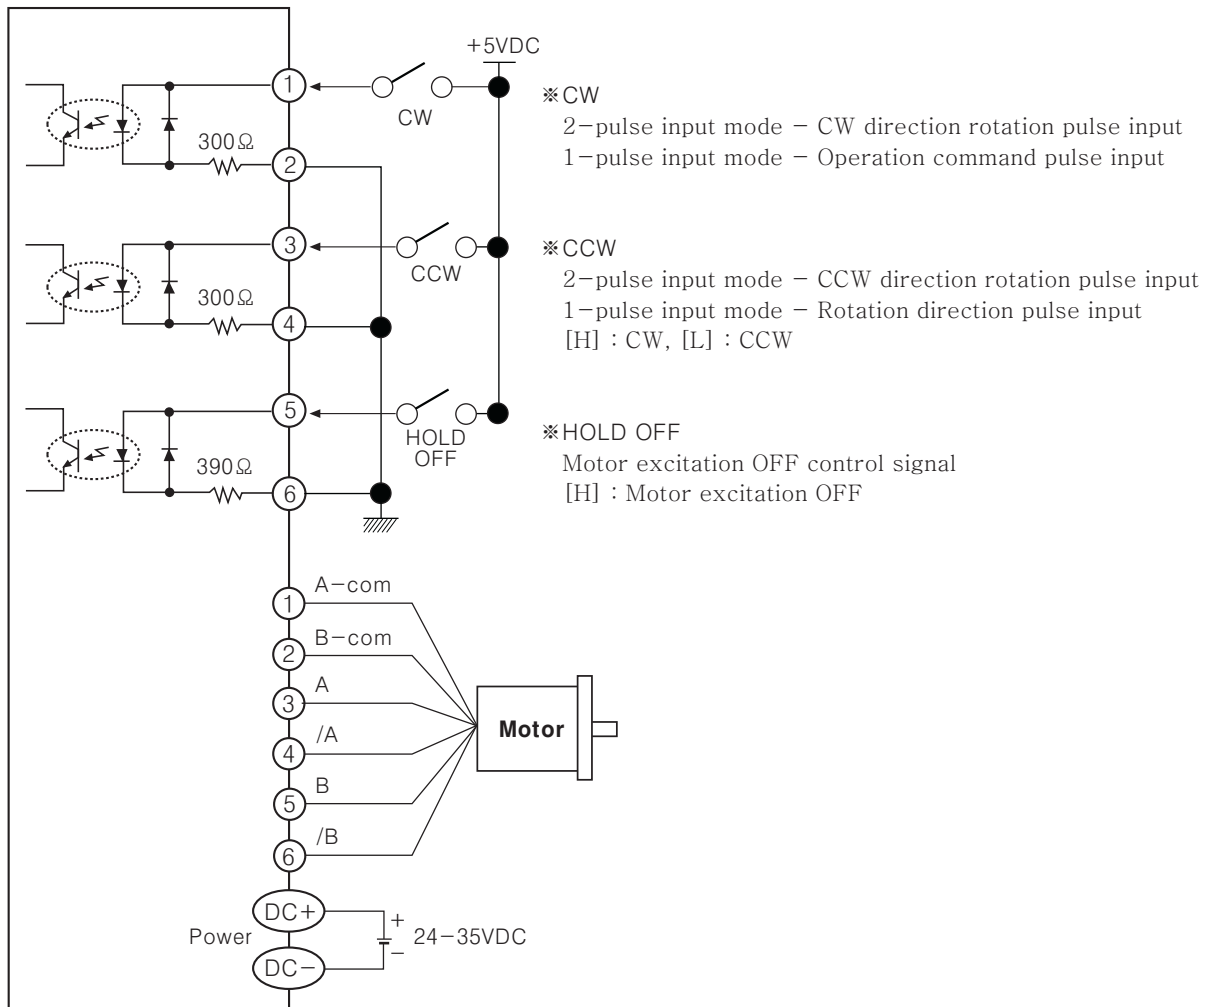 +5VDC
1
CW
300Ω
2
3
CCW
300Ω
4
5
HOLD
OFF
390Ω
6
※CW
2-pulse input mode - CW direction rotation pulse input
1-pulse input mode - Operation command pulse input
※CCW
2-pulse input mode - CCW direction rotation pulse input
1-pulse input mode - Rotation direction pulse input
[H] : CW, [L] : CCW
※HOLD OFF
Motor excitation OFF control signal
[H] : Motor excitation OFF
1 A-com
2 B-com
3 A
4 /A
5 B
6 /B
Motor
DC+
Power
DC-
+
24-35VDC
-